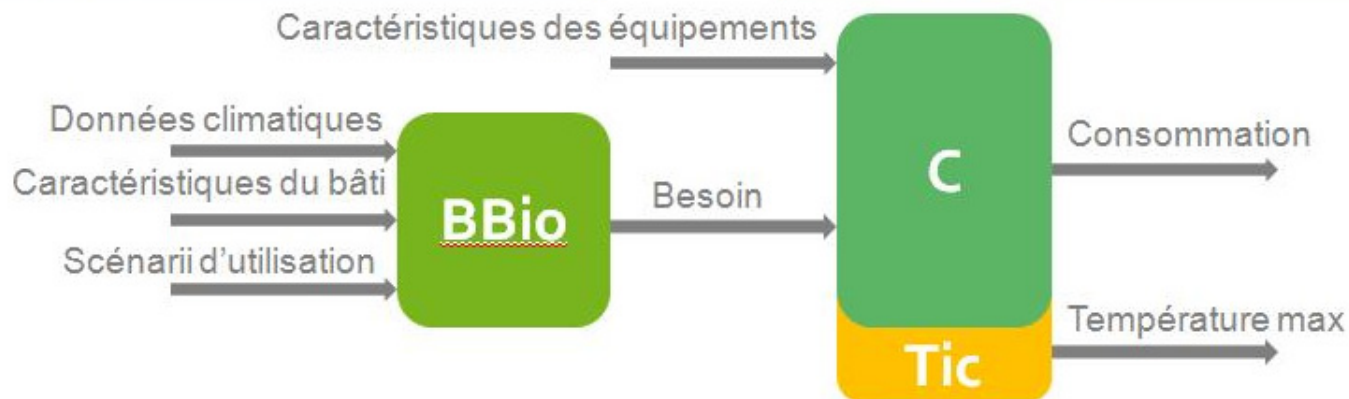 Caractéristiques des équipements
Données climatiques
Caractéristiques du bâti
Scénarii d'utilisation
BBio
Besoin
C
Consommation
Tic
Température max